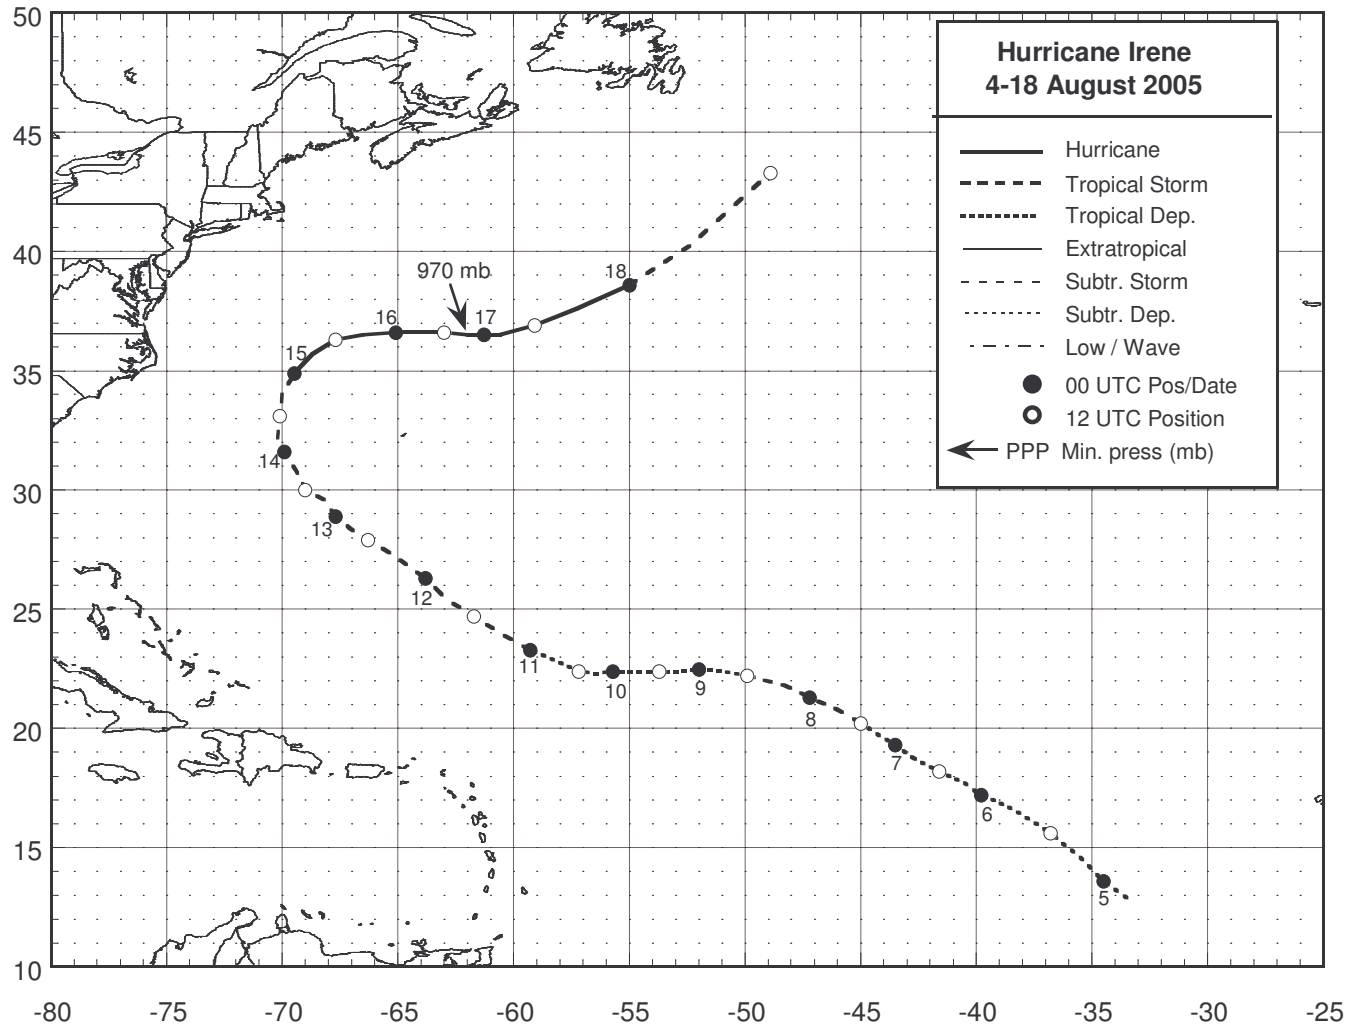 50
45
40
35
30
25
20
15
10
-80 -75 -70 -65 -60 -55 -50 -45 -40 -35 -30 -25
Hurricane Irene
4-18 August 2005
Hurricane
Tropical Storm
Tropical Dep.
Extratropical
Subtr. Storm
Subtr. Dep.
Low / Wave
00 UTC Pos/Date
12 UTC Position
PPP Min. press (mb)
970 mb
18
17
16
15
14
13
12
11
10
9
8
7
6
5